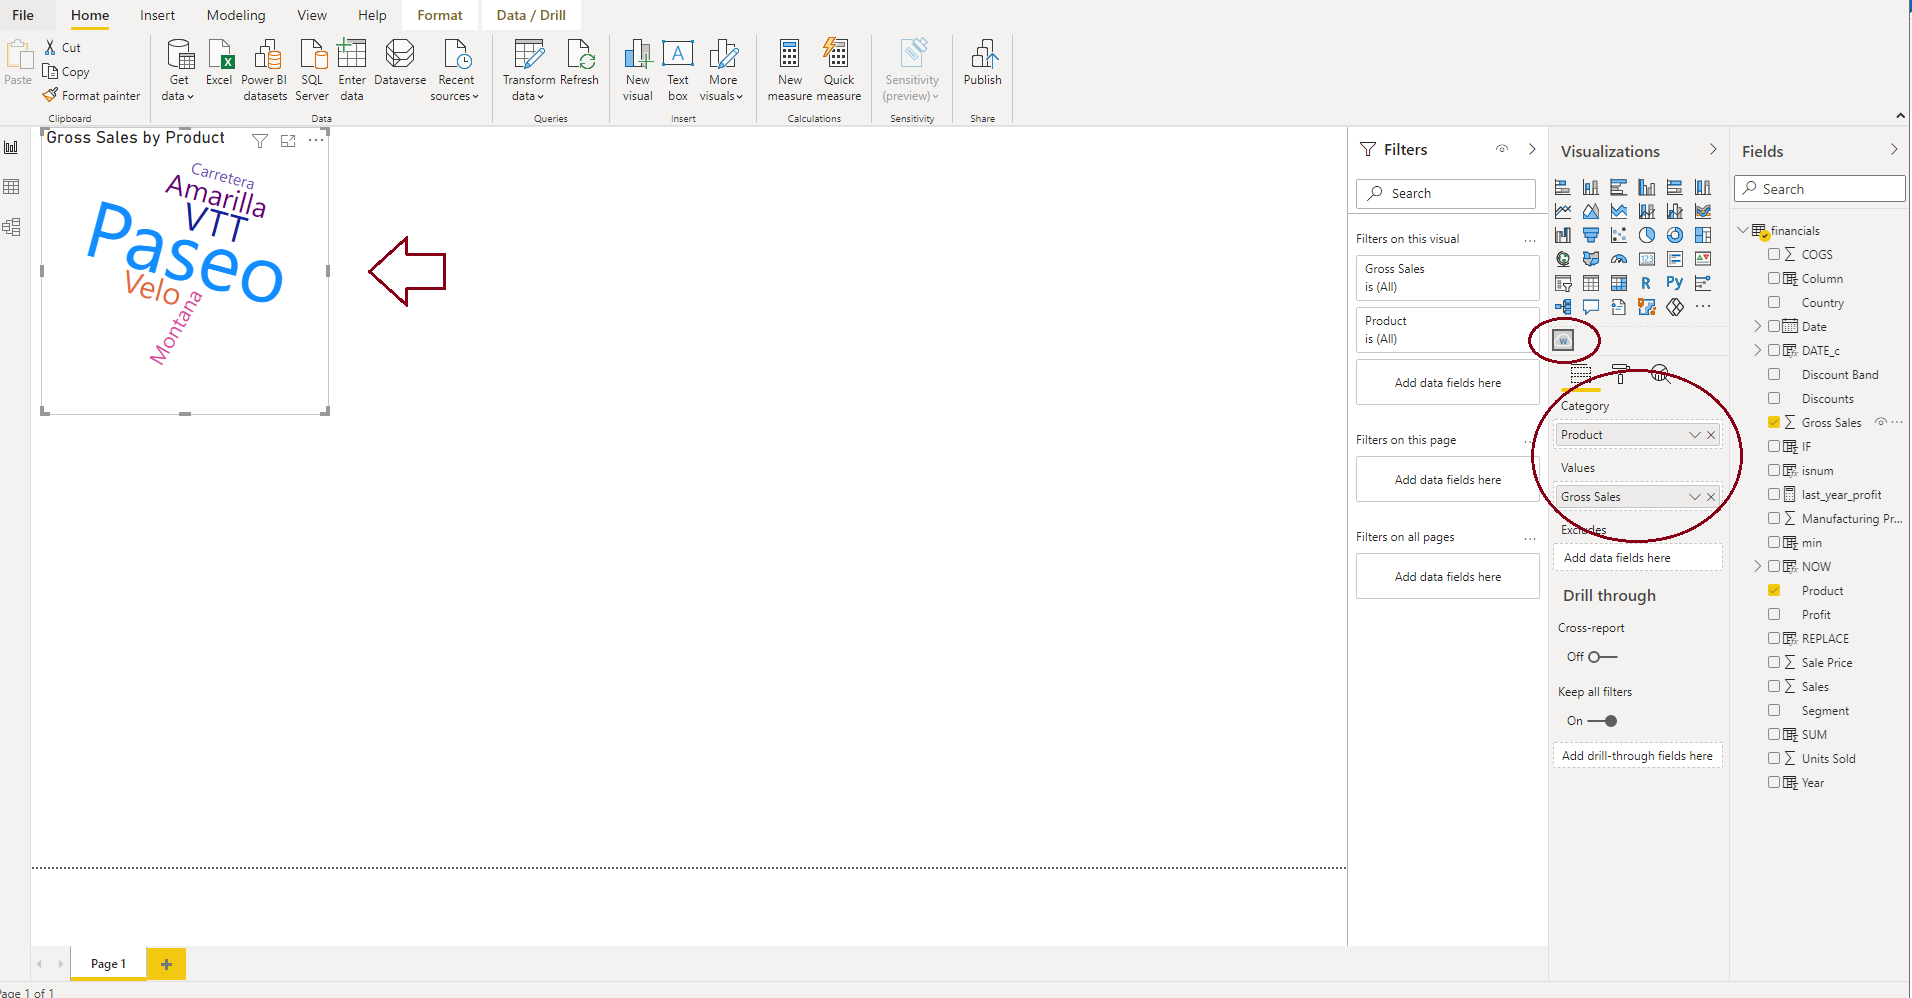 File Home Insert Modeling View Help Format Data / Drill
Paste
Cut
Copy
Format painter
Clipboard
Get data
Excel
Power BI datasets
SQL Server
Enter data
Dataverse
Recent sources
Data
Transform data
Refresh
Queries
New visual
Text box
More visuals
Insert
New measure
Quick measure
Calculations
Sensitivity (preview)
Sensitivity
Publish
Share
Gross Sales by Product
Carretera
Amarilla
VTT
Paseo
Velo
Montana
Filters
Search
Filters on this visual
Gross Sales
is (All)
Product
is (All)
Add data fields here
Filters on this page
Add data fields here
Filters on all pages
Add data fields here
Visualizations
123
R
Py
W
Category
Product
Values
Gross Sales
Excludes
Add data fields here
Drill through
Cross-report
Off
Keep all filters
On
Add drill-through fields here
Fields
Search
financials
COGS
Column
Country
Date
DATE_c
Discount Band
Discounts
Gross Sales
IF
isnum
last_year_profit
Manufacturing Pr...
min
NOW
Product
Profit
REPLACE
Sale Price
Sales
Segment
SUM
Units Sold
Year
Page 1
Page 1 of 1